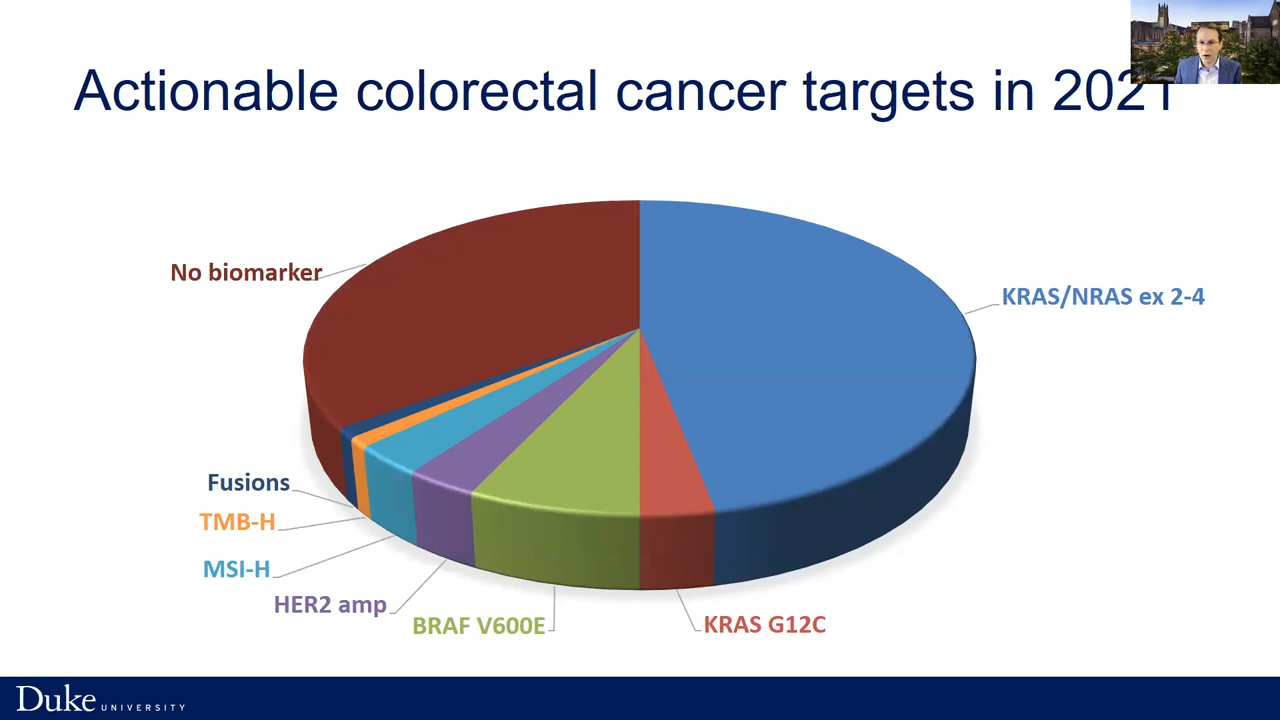 Actionable colorectal cancer targets in 2021
No biomarker
KRAS/NRAS ex 2-4
Fusions
TMB-H
MSI-H
HER2 amp
BRAF V600E
KRAS G12C
Duke UNIVERSITY